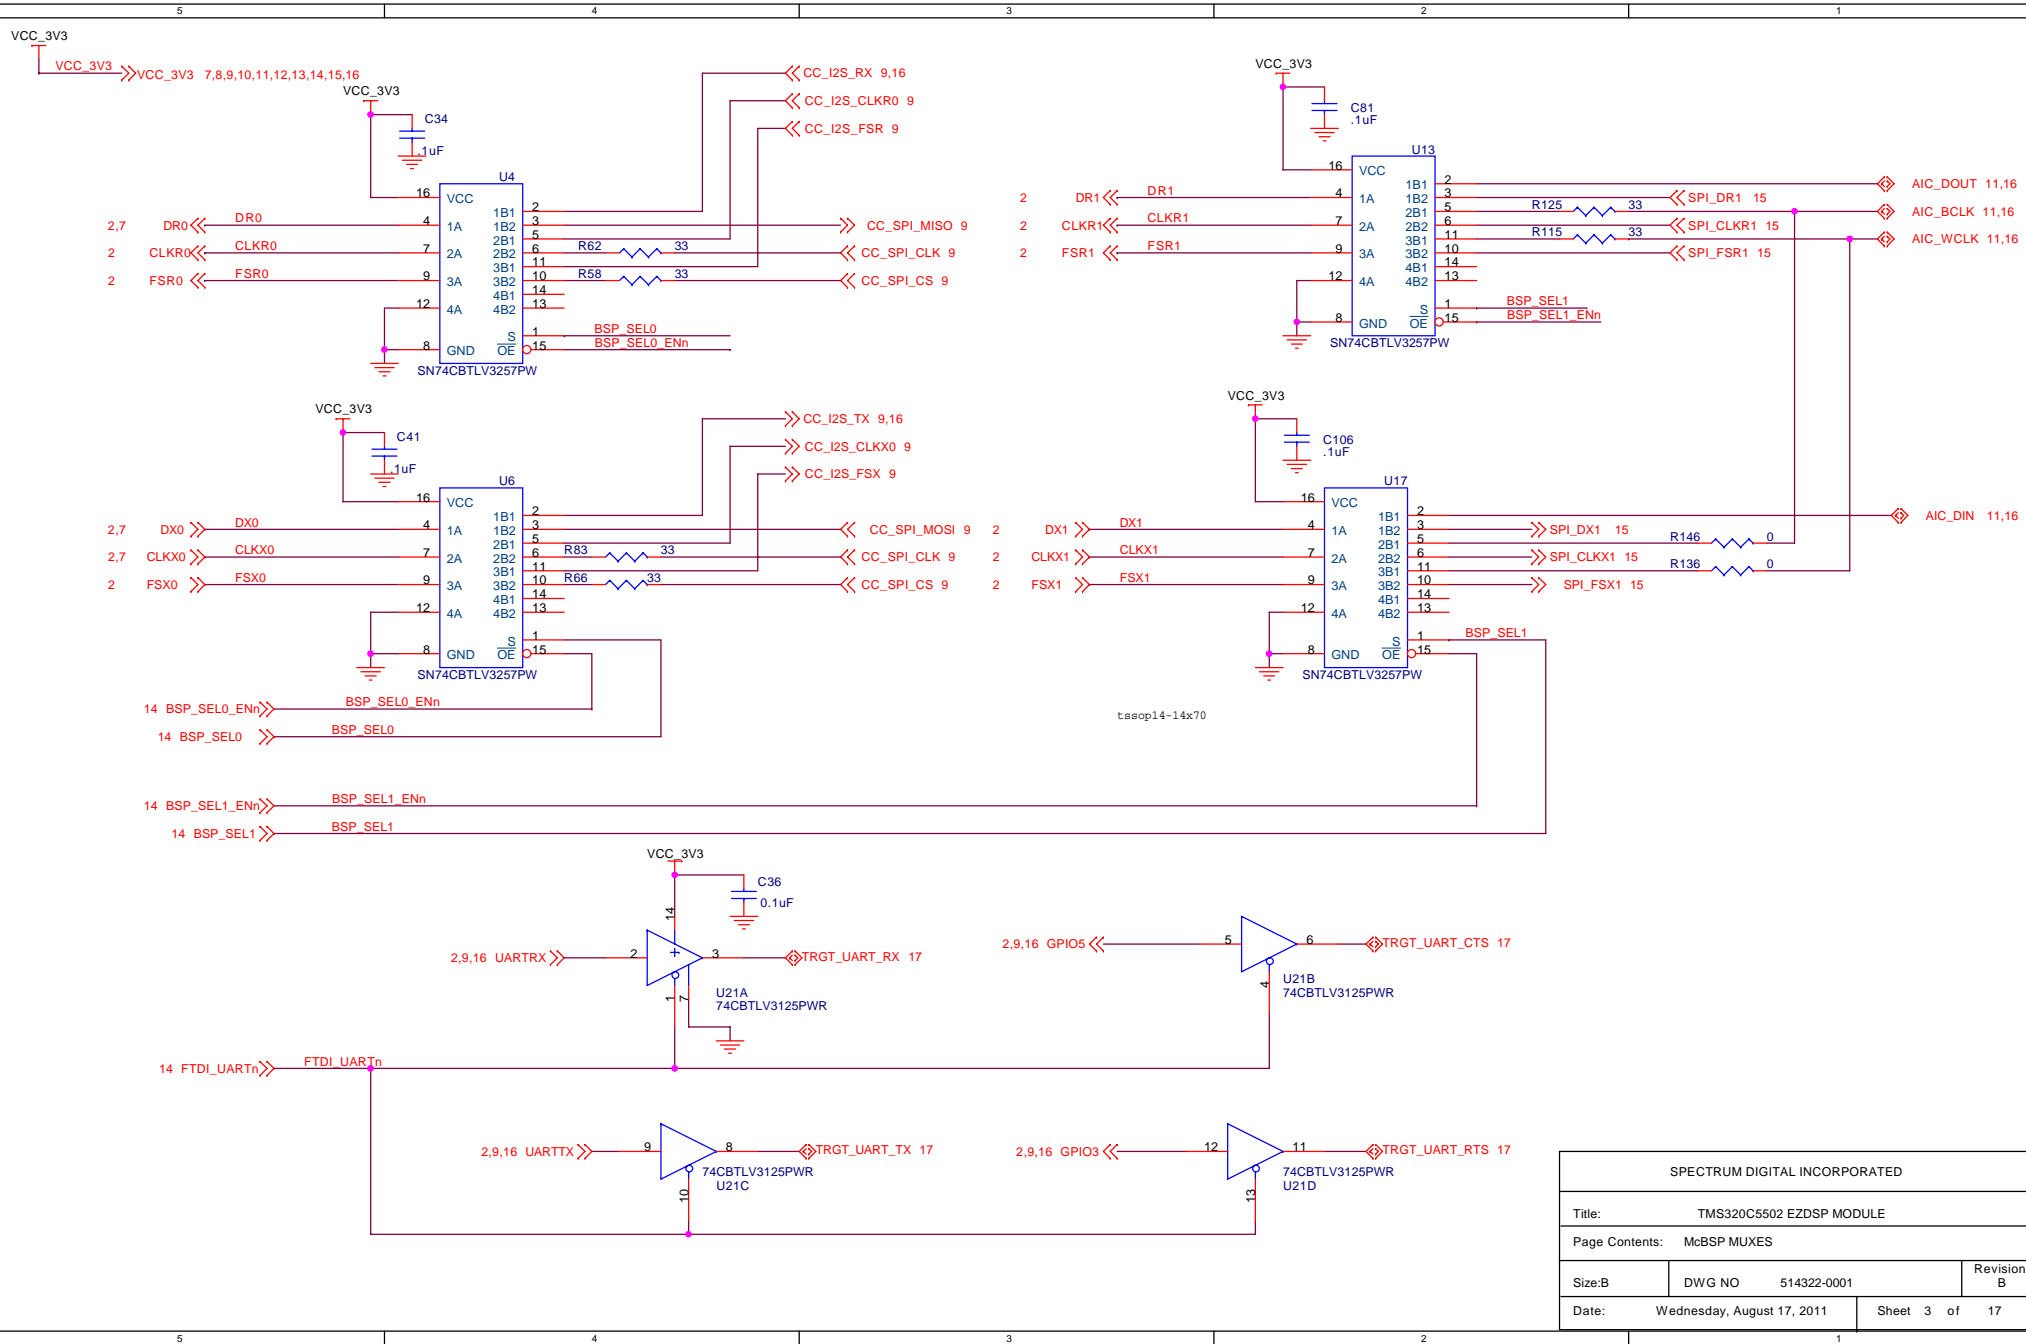 5 4 3 2 1
VCC_3V3
VCC_3V3 VCC_3V3 7,8,9,10,11,12,13,14,15,16
VCC_3V3
C34
.1uF
CC_I2S_RX 9,16
CC_I2S_CLKR0 9
CC_I2S_FSR 9
U4
16 VCC
2,7 DR0 DR0 4 1A
2 CLKR0 CLKR0 7 2A
2 FSR0 FSR0 9 3A
12 4A
8 GND
1B1 2
1B2 3 CC_SPI_MISO 9
2B1 5
2B2 6 R62 33 CC_SPI_CLK 9
3B1 11
3B2 10 R58 33 CC_SPI_CS 9
4B1 14
4B2 13
S 1 BSP_SEL0
OE 15 BSP_SEL0_ENn
SN74CBTLV3257PW
VCC_3V3
C81
.1uF
U13
16 VCC
2 DR1 DR1 4 1A
2 CLKR1 CLKR1 7 2A
2 FSR1 FSR1 9 3A
12 4A
8 GND
1B1 2 AIC_DOUT 11,16
1B2 3 SPI_DR1 15
2B1 5 R125 33 AIC_BCLK 11,16
2B2 6 SPI_CLKR1 15
3B1 11 R115 33 AIC_WCLK 11,16
3B2 10 SPI_FSR1 15
4B1 14
4B2 13
S 1 BSP_SEL1
OE 15 BSP_SEL1_ENn
SN74CBTLV3257PW
VCC_3V3
C41
.1uF
CC_I2S_TX 9,16
CC_I2S_CLKX0 9
CC_I2S_FSX 9
U6
16 VCC
2,7 DX0 DX0 4 1A
2,7 CLKX0 CLKX0 7 2A
2 FSX0 FSX0 9 3A
12 4A
8 GND
1B1 2
1B2 3 CC_SPI_MOSI 9
2B1 5
2B2 6 R83 33 CC_SPI_CLK 9
3B1 11
3B2 10 R66 33 CC_SPI_CS 9
4B1 14
4B2 13
S 1
OE 15
SN74CBTLV3257PW
VCC_3V3
C106
.1uF
U17
16 VCC
2 DX1 DX1 4 1A
2 CLKX1 CLKX1 7 2A
2 FSX1 FSX1 9 3A
12 4A
8 GND
1B1 2 AIC_DIN 11,16
1B2 3 SPI_DX1 15
2B1 5 R146 0
2B2 6 SPI_CLKX1 15
3B1 11 R136 0
3B2 10 SPI_FSX1 15
4B1 14
4B2 13
S 1 BSP_SEL1
OE 15
SN74CBTLV3257PW
14 BSP_SEL0_ENn BSP_SEL0_ENn
14 BSP_SEL0 BSP_SEL0
tssop14-14x70
14 BSP_SEL1_ENn BSP_SEL1_ENn
14 BSP_SEL1 BSP_SEL1
VCC_3V3
C36
0.1uF
14
2,9,16 UARTRX 2 3 TRGT_UART_RX 17
1 7
U21A
74CBTLV3125PWR
2,9,16 GPIO5 5 6 TRGT_UART_CTS 17
4
U21B
74CBTLV3125PWR
14 FTDI_UARTn FTDI_UARTn
2,9,16 UARTTX 9 8 TRGT_UART_TX 17
10
74CBTLV3125PWR
U21C
2,9,16 GPIO3 12 11 TRGT_UART_RTS 17
13
74CBTLV3125PWR
U21D
SPECTRUM DIGITAL INCORPORATED
Title: TMS320C5502 EZDSP MODULE
Page Contents: McBSP MUXES
Size:B DWG NO 514322-0001 Revision B
Date: Wednesday, August 17, 2011 Sheet 3 of 17
5 4 3 2 1